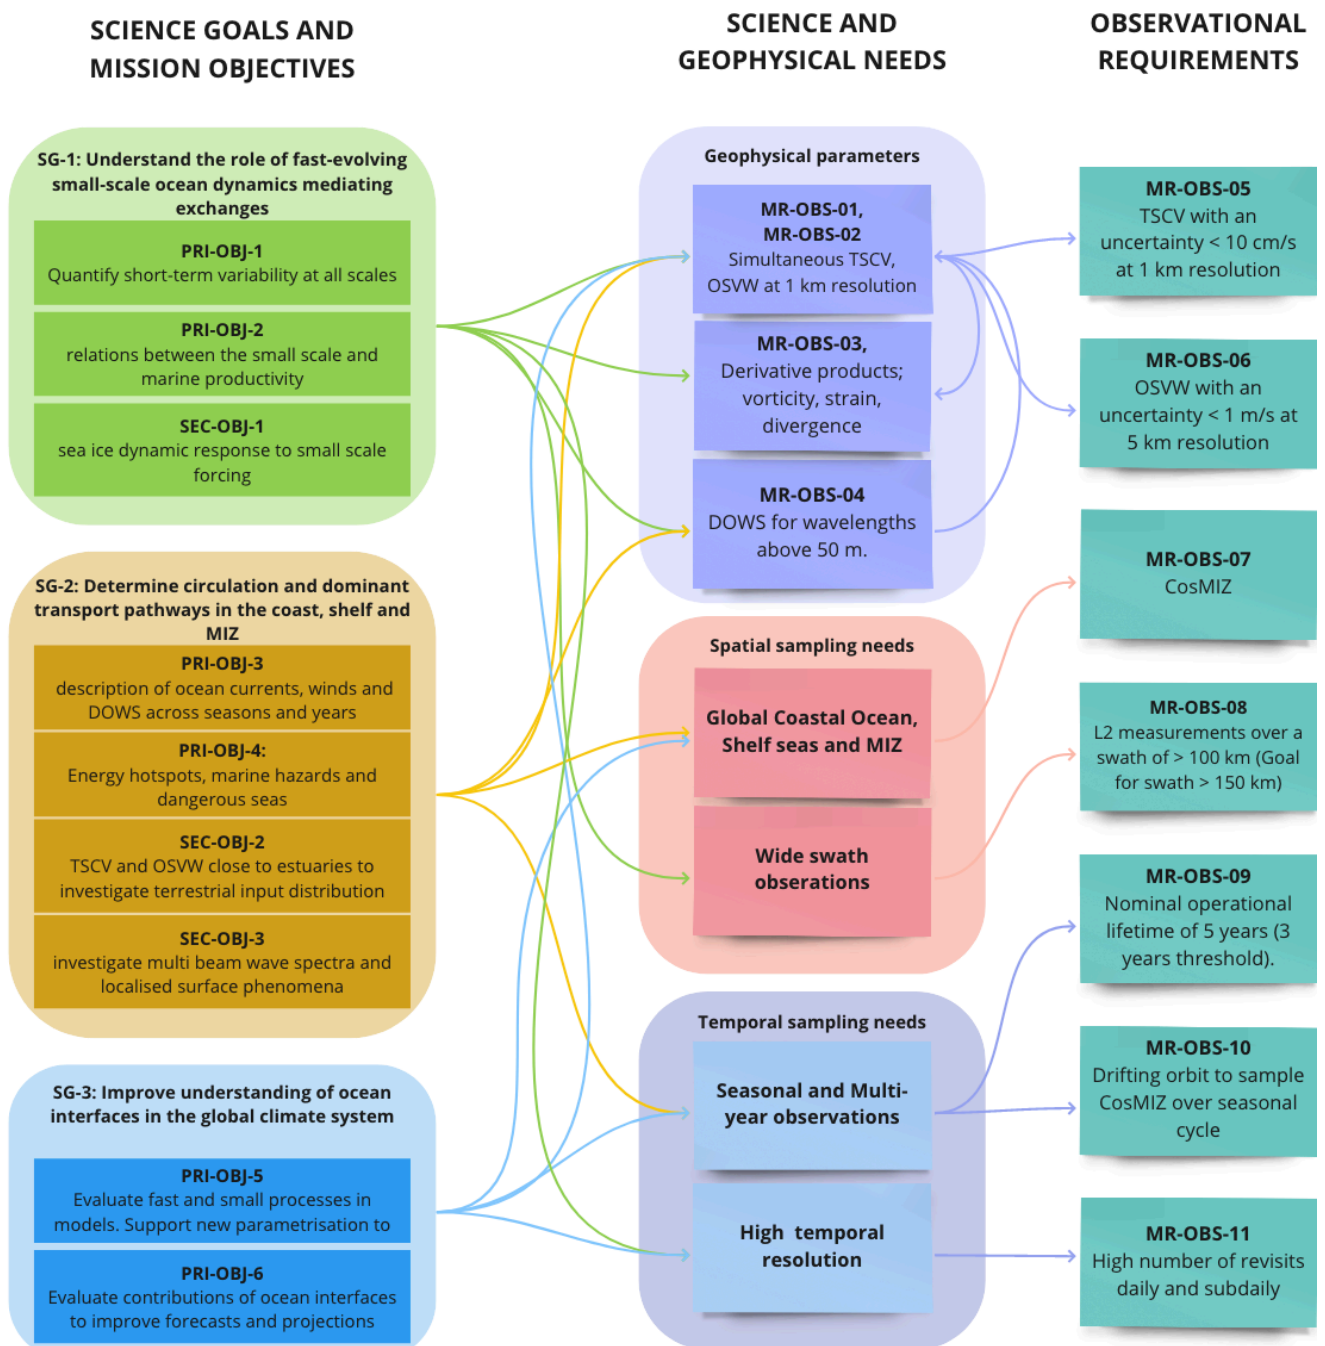 SCIENCE GOALS AND
MISSION OBJECTIVES
SG-1: Understand the role of fast-evolving
small-scale ocean dynamics mediating
exchanges
PRI-OBJ-1
Quantify short-term variability at all scales
PRI-OBJ-2
relations between the small scale and
marine productivity
SEC-OBJ-1
sea ice dynamic response to small scale
forcing
SG-2: Determine circulation and dominant
transport pathways in the coast, shelf and
MIZ
PRI-OBJ-3
description of ocean currents, winds and
DOWS across seasons and years
PRI-OBJ-4:
Energy hotspots, marine hazards and
dangerous seas
SEC-OBJ-2
TSCV and OSVW close to estuaries to
investigate terrestrial input distribution
SEC-OBJ-3
investigate multi beam wave spectra and
localised surface phenomena
SG-3: Improve understanding of ocean
interfaces in the global climate system
PRI-OBJ-5
Evaluate fast and small processes in
models. Support new parametrisation to
PRI-OBJ-6
Evaluate contributions of ocean interfaces
to improve forecasts and projections
SCIENCE AND
GEOPHYSICAL NEEDS
Geophysical parameters
MR-OBS-01,
MR-OBS-02
Simultaneous TSCV,
OSVW at 1 km resolution
MR-OBS-03,
Derivative products;
vorticity, strain,
divergence
MR-OBS-04
DOWS for wavelengths
above 50 m.
Spatial sampling needs
Global Coastal Ocean,
Shelf seas and MIZ
Wide swath
obserations
Temporal sampling needs
Seasonal and Multi-
year observations
High temporal
resolution
OBSERVATIONAL
REQUIREMENTS
MR-OBS-05
TSCV with an
uncertainty < 10 cm/s
at 1 km resolution
MR-OBS-06
OSVW with an
uncertainty < 1 m/s at
5 km resolution
MR-OBS-07
CosMIZ
MR-OBS-08
L2 measurements over a
swath of > 100 km (Goal
for swath > 150 km)
MR-OBS-09
Nominal operational
lifetime of 5 years (3
years threshold).
MR-OBS-10
Drifting orbit to sample
CosMIZ over seasonal
cycle
MR-OBS-11
High number of revisits
daily and subdaily